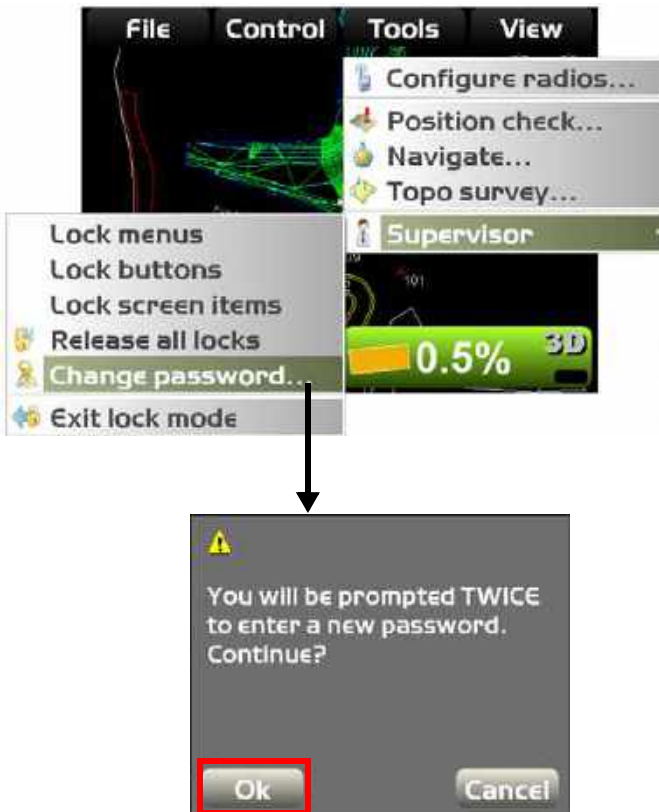 File Control Tools View
Configure radios...
Position check...
Navigate...
Topo survey...
Supervisor
Lock menus
Lock buttons
Lock screen items
Release all locks
Change password...
Exit lock mode
101
0.5% 3D
You will be prompted TWICE
to enter a new password.
Continue?
Ok Cancel